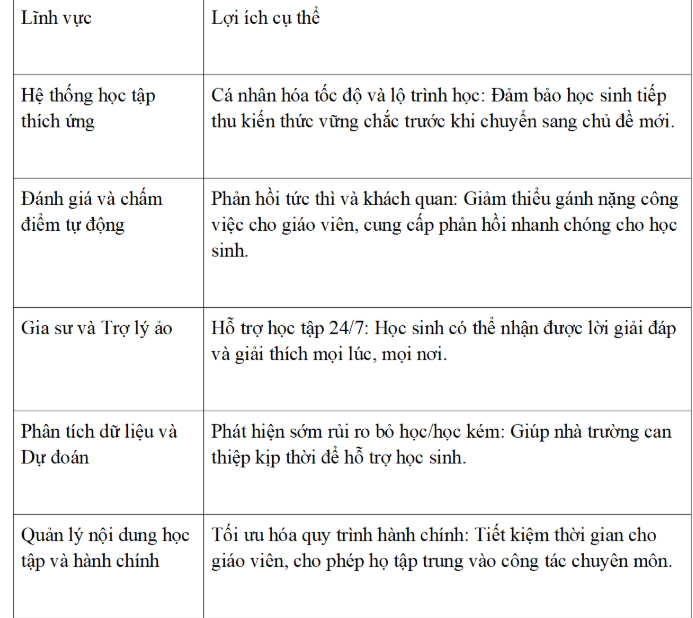 Lĩnh vực
Lợi ích cụ thể
Hệ thống học tập
thích ứng
Cá nhân hóa tốc độ và lộ trình học: Đảm bảo học sinh tiếp
thu kiến thức vững chắc trước khi chuyển sang chủ đề mới.
Đánh giá và chấm
điểm tự động
Phản hồi tức thì và khách quan: Giảm thiểu gánh nặng công
việc cho giáo viên, cung cấp phản hồi nhanh chóng cho học
sinh.
Gia sư và Trợ lý ảo
Hỗ trợ học tập 24/7: Học sinh có thể nhận được lời giải đáp
và giải thích mọi lúc, mọi nơi.
Phân tích dữ liệu và
Dự đoán
Phát hiện sớm rủi ro bỏ học/học kém: Giúp nhà trường can
thiệp kịp thời để hỗ trợ học sinh.
Quản lý nội dung học
tập và hành chính
Tối ưu hóa quy trình hành chính: Tiết kiệm thời gian cho
giáo viên, cho phép họ tập trung vào công tác chuyên môn.